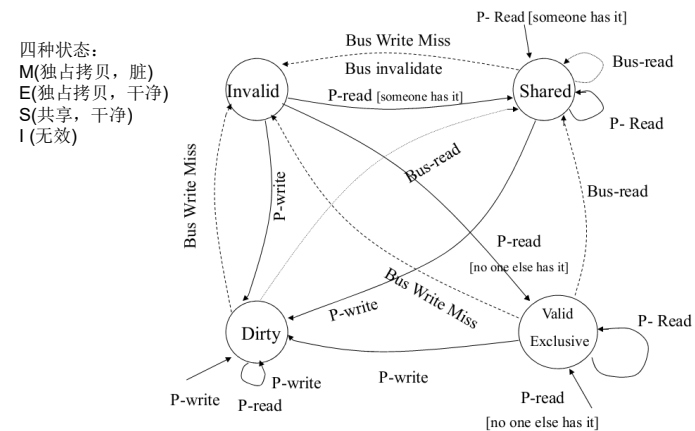 四种状态：
M(独占拷贝，脏)
E(独占拷贝，干净)
S(共享，干净)
I (无效)
P- Read [someone has it]
Bus Write Miss
Bus invalidate
P-read [someone has it]
Invalid
Shared
Bus-read
P- Read
Bus-read
Bus-read
Bus Write Miss
P-write
P-read
[no one else has it]
Bus Write Miss
P-write
Dirty
Valid
Exclusive
P- Read
P-write
P-write
P-write
P-read
P-read
[no one else has it]